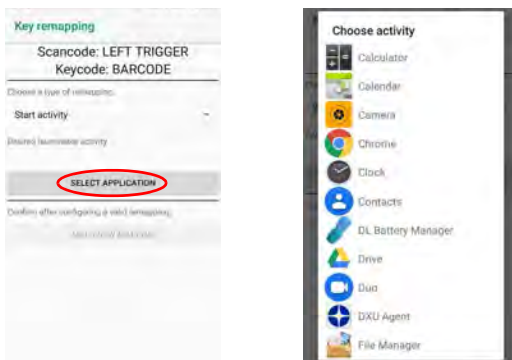 Key remapping
Scancode: LEFT TRIGGER
Keycode: BARCODE
Choose a type of remapping:
Start activity
Desired launchable activity
SELECT APPLICATION
Confirm after configuring a valid remapping:
Choose activity
Calculator
Calendar
Camera
Chrome
Clock
Contacts
DL Battery Manager
Drive
Duo
DXU Agent
File Manager